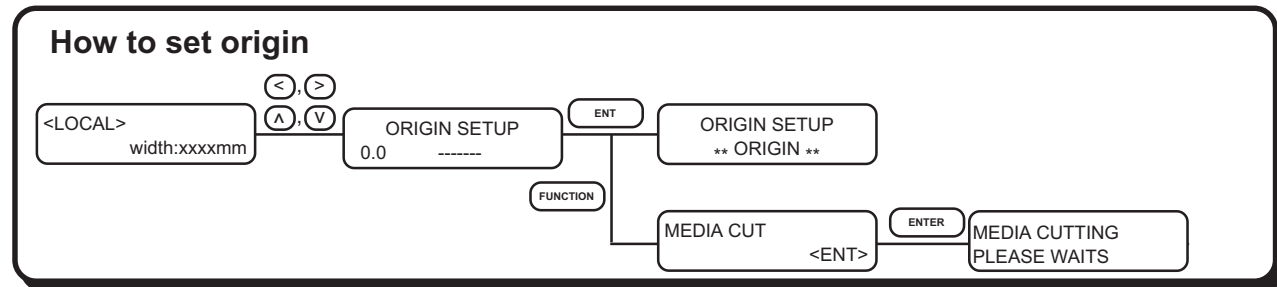 How to set origin
<LOCAL>
width:xxxxmm
<,>
∧,∨
ORIGIN SETUP
0.0 -------
ENT
ORIGIN SETUP
** ORIGIN **
FUNCTION
MEDIA CUT
<ENT>
ENTER
MEDIA CUTTING
PLEASE WAITS